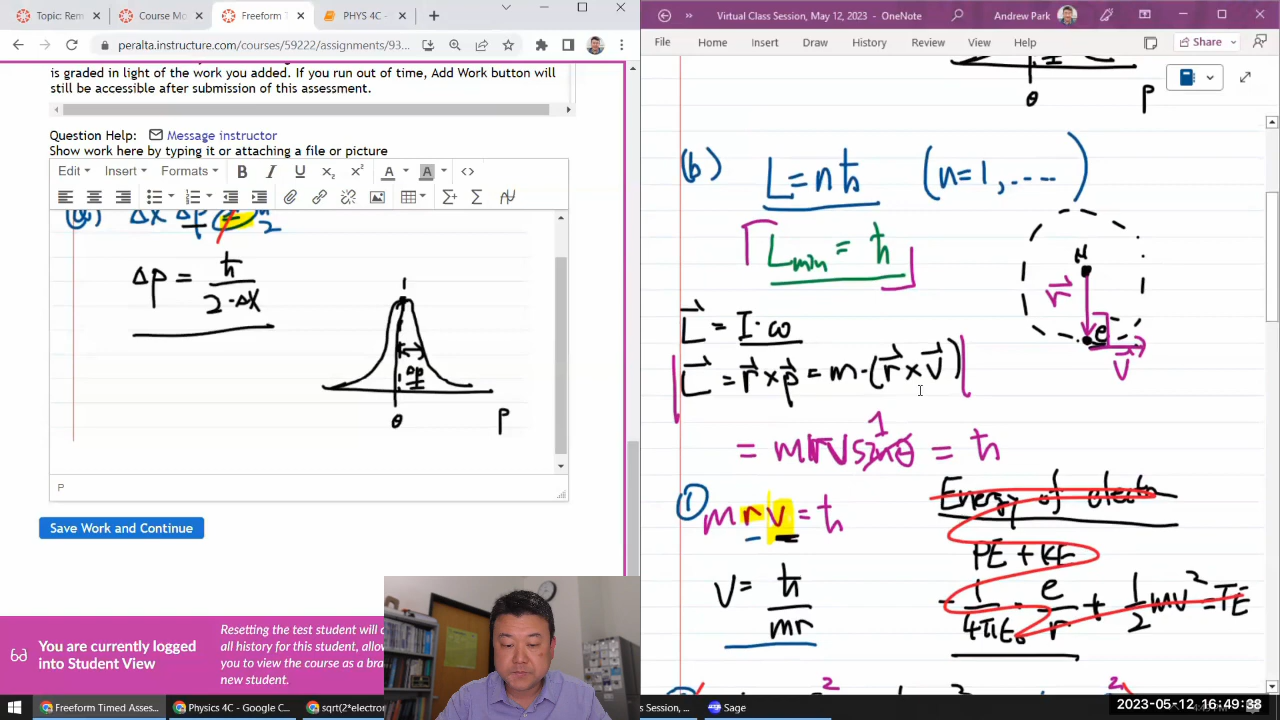 Topic Rem
Course Mo
Freeform T
PHYS 4C -
peralta.instructure.com/courses/59222/alignments/93...
is graded in light of the work you added. If you run out of time, Add Work button will
still be accessible after submission of this assessment.
Question Help: Message instructor
Show work here by typing it or attaching a file or picture
Edit Insert Formats B I U A A <>
Δp = ħ / 2·Δx
Δp
0 P
P
Save Work and Continue
You are currently logged
into Student View
Resetting the test student will c
all history for this student, allow
you to view the course as a bra
new student.
Virtual Class Session, May 12, 2023 - OneNote
Andrew Park
File Home Insert Draw History Review View Help Share
0 P
(b) L = nħ (n=1, ....)
L min = ħ
L = I·ω
L = r × p = m·(r × v)
= mrv sinθ 1 = ħ
r e V
① mrv = ħ
v = ħ / mr
Energy of electr
PE + KE
- 1/4πε₀ e/r + 1/2 mv² = TE
Freeform Timed Asses...
Physics 4C - Google C...
sqrt(2*electron...
s Session, ...
Sage
2023-05-12 16:49:38